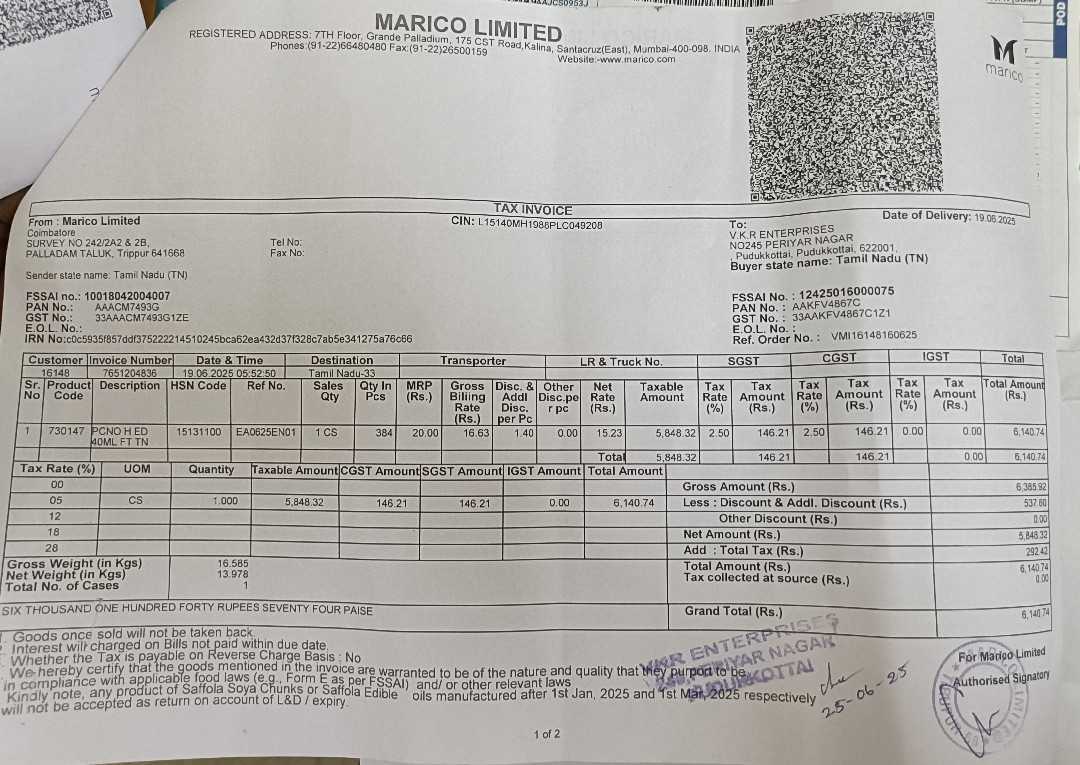 MARICO LIMITED
REGISTERED ADDRESS: 7TH Floor, Grande Palladium, 175 CST Road,Kalina, Santacruz(East), Mumbai-400-098. INDIA
Phones:(91-22)66480480 Fax:(91-22)26500159
Website:-www.marico.com
marico
POD
TAX INVOICE
From : Marico Limited
CIN: L15140MH1988PLC049208
To:
Date of Delivery: 19.06.2025
Coimbatore
V.K.R ENTERPRISES
SURVEY NO 242/2A2 & 2B,
Tel No:
NO245 PERIYAR NAGAR
PALLADAM TALUK, Trippur 641668
Fax No:
, Pudukkottai, Pudukkottai, 622001,
Sender state name: Tamil Nadu (TN)
Buyer state name: Tamil Nadu (TN)
FSSAI no.: 10018042004007
FSSAI No. : 12425016000075
PAN No.: AAACM7493G
PAN No. : AAKFV4867C
GST No.: 33AAACM7493G1ZE
GST No. : 33AAKFV4867C1Z1
E.O.L. No.:
E.O.L. No. :
IRN No:c0c5935f857ddf375222214510245bca62ea432d37f328c7ab5e341275a76c66
Ref. Order No. : VMI16148160625
Customer Invoice Number Date & Time Destination Transporter LR & Truck No. SGST CGST IGST Total
16148 7651204836 19.06.2025 05:52:50 Tamil Nadu-33
Sr. No Product Code Description HSN Code Ref No. Sales Qty Qty In Pcs MRP (Rs.) Gross Billing Rate (Rs.) Disc. & Addl Disc. per Pc Other Disc.pe r pc Net Rate (Rs.) Taxable Amount Tax Rate (%) Tax Amount (Rs.) Tax Rate (%) Tax Amount (Rs.) Tax Rate (%) Tax Amount (Rs.) Total Amount (Rs.)
1 730147 PCNO H ED 40ML FT TN 15131100 EA0625EN01 1 CS 384 20.00 16.63 1.40 0.00 15.23 5,848.32 2.50 146.21 2.50 146.21 0.00 0.00 6,140.74
Total 5,848.32 146.21 146.21 0.00 6,140.74
Tax Rate (%) UOM Quantity Taxable Amount CGST Amount SGST Amount IGST Amount Total Amount
00
Gross Amount (Rs.) 6,385.92
05 CS 1.000 5,848.32 146.21 146.21 0.00 6,140.74
Less : Discount & Addl. Discount (Rs.) 537.60
12
Other Discount (Rs.) 0.00
18
Net Amount (Rs.) 5,848.32
28
Add : Total Tax (Rs.) 292.42
Gross Weight (in Kgs) 16.585
Total Amount (Rs.) 6,140.74
Net Weight (in Kgs) 13.978
Tax collected at source (Rs.) 0.00
Total No. of Cases 1
SIX THOUSAND ONE HUNDRED FORTY RUPEES SEVENTY FOUR PAISE
Grand Total (Rs.) 6,140.74
Goods once sold will not be taken back.
Interest will charged on Bills not paid within due date.
Whether the Tax is payable on Reverse Charge Basis : No
We hereby certify that the goods mentioned in the invoice are warranted to be of the nature and quality that they purport to be
in compliance with applicable food laws (e.g., Form E as per FSSAI) and/ or other relevant laws
Kindly note, any product of Saffola Soya Chunks or Saffola Edible oils manufactured after 1st Jan, 2025 and 1st Mar, 2025 respectively
will not be accepted as return on account of L&D / expiry.
V.K.R ENTERPRISES
PERIYAR NAGAR
PUDUKKOTTAI
25-06-25
For Marico Limited
Authorised Signatory
1 of 2